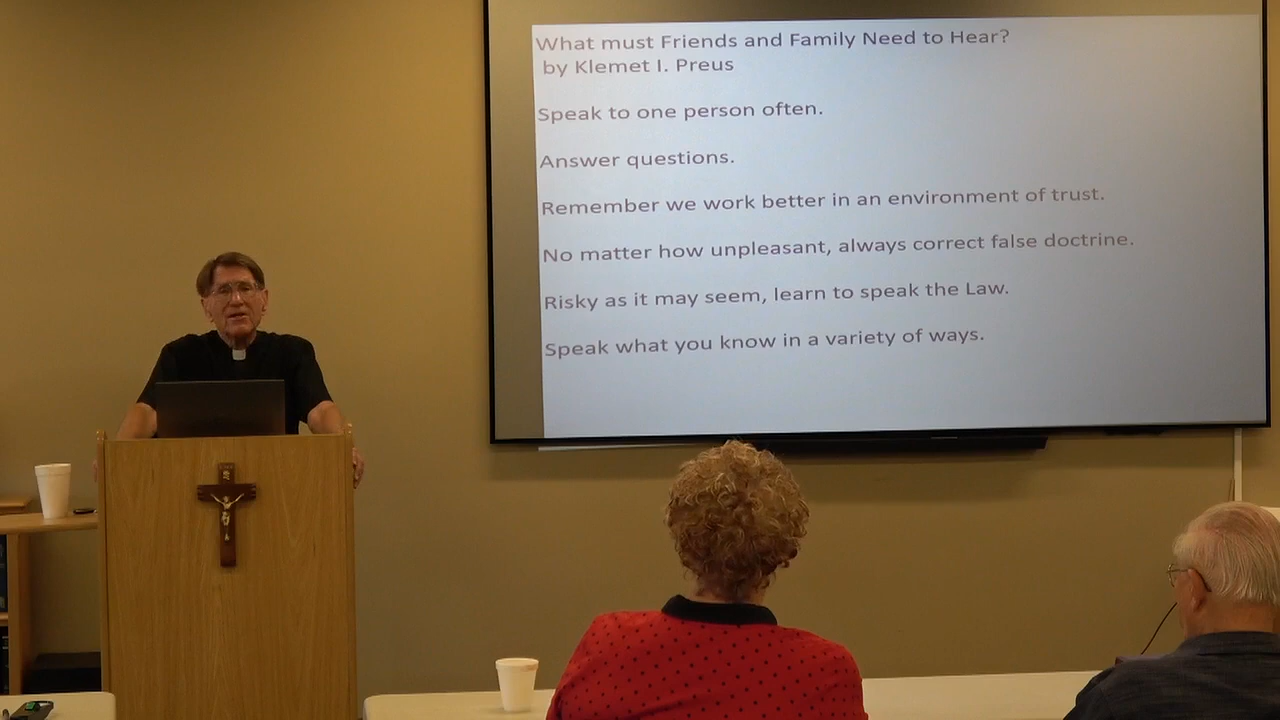 What must Friends and Family Need to Hear?
by Klemet I. Preus
Speak to one person often.
Answer questions.
Remember we work better in an environment of trust.
No matter how unpleasant, always correct false doctrine.
Risky as it may seem, learn to speak the Law.
Speak what you know in a variety of ways.